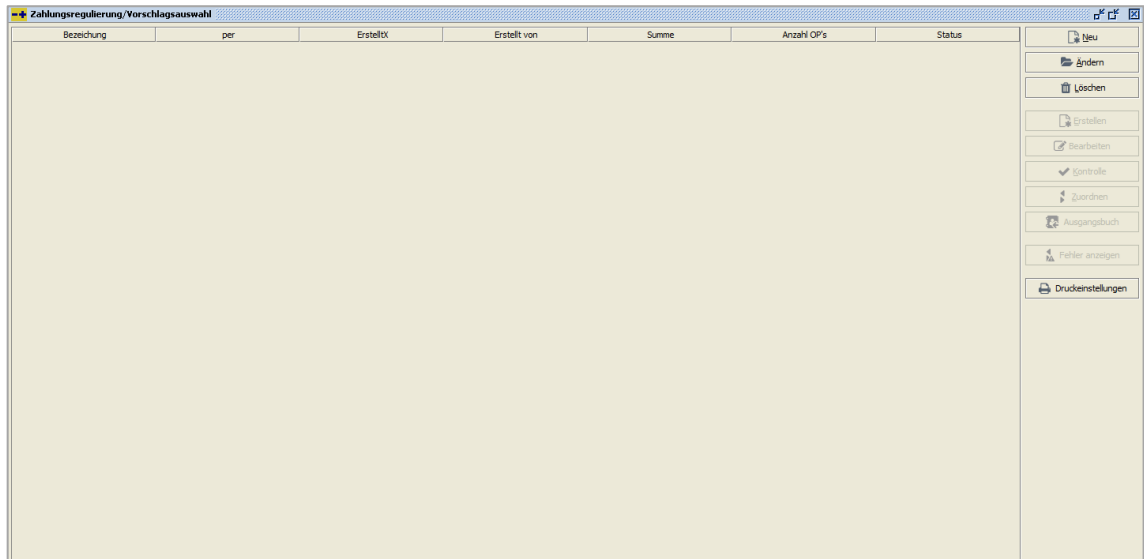 Zahlungsregulierung/Vorschlagsauswahl
Bezeichung per ErstelltX Erstellt von Summe Anzahl OP's Status
Neu
Ändern
Löschen
Erstellen
Bearbeiten
Kontrolle
Zuordnen
Ausgangsbuch
Fehler anzeigen
Druckeinstellungen